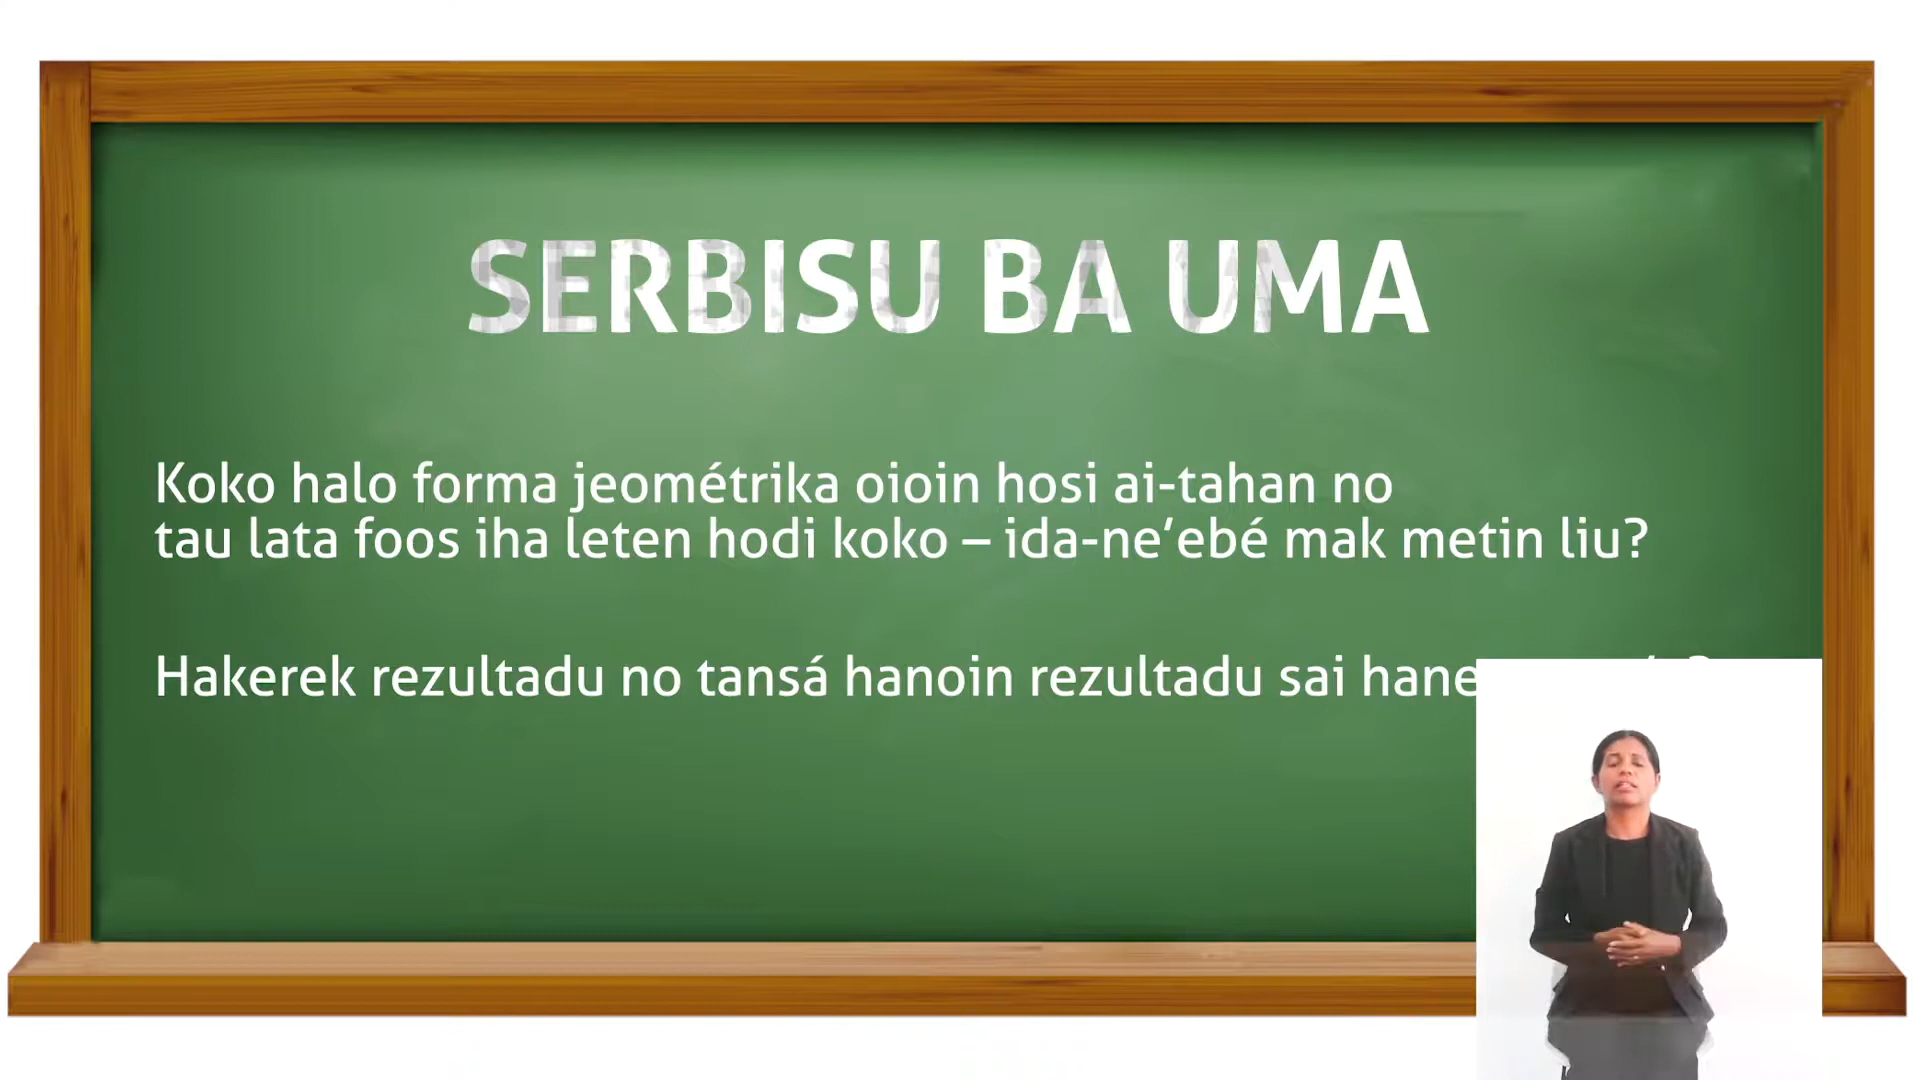 SERBISU BA UMA
Koko halo forma jeométrika oioin hosi ai-tahan no
tau lata foos iha leten hodi koko – ida-ne’ebé mak metin liu?
Hakerek rezultadu no tansá hanoin rezultadu sai